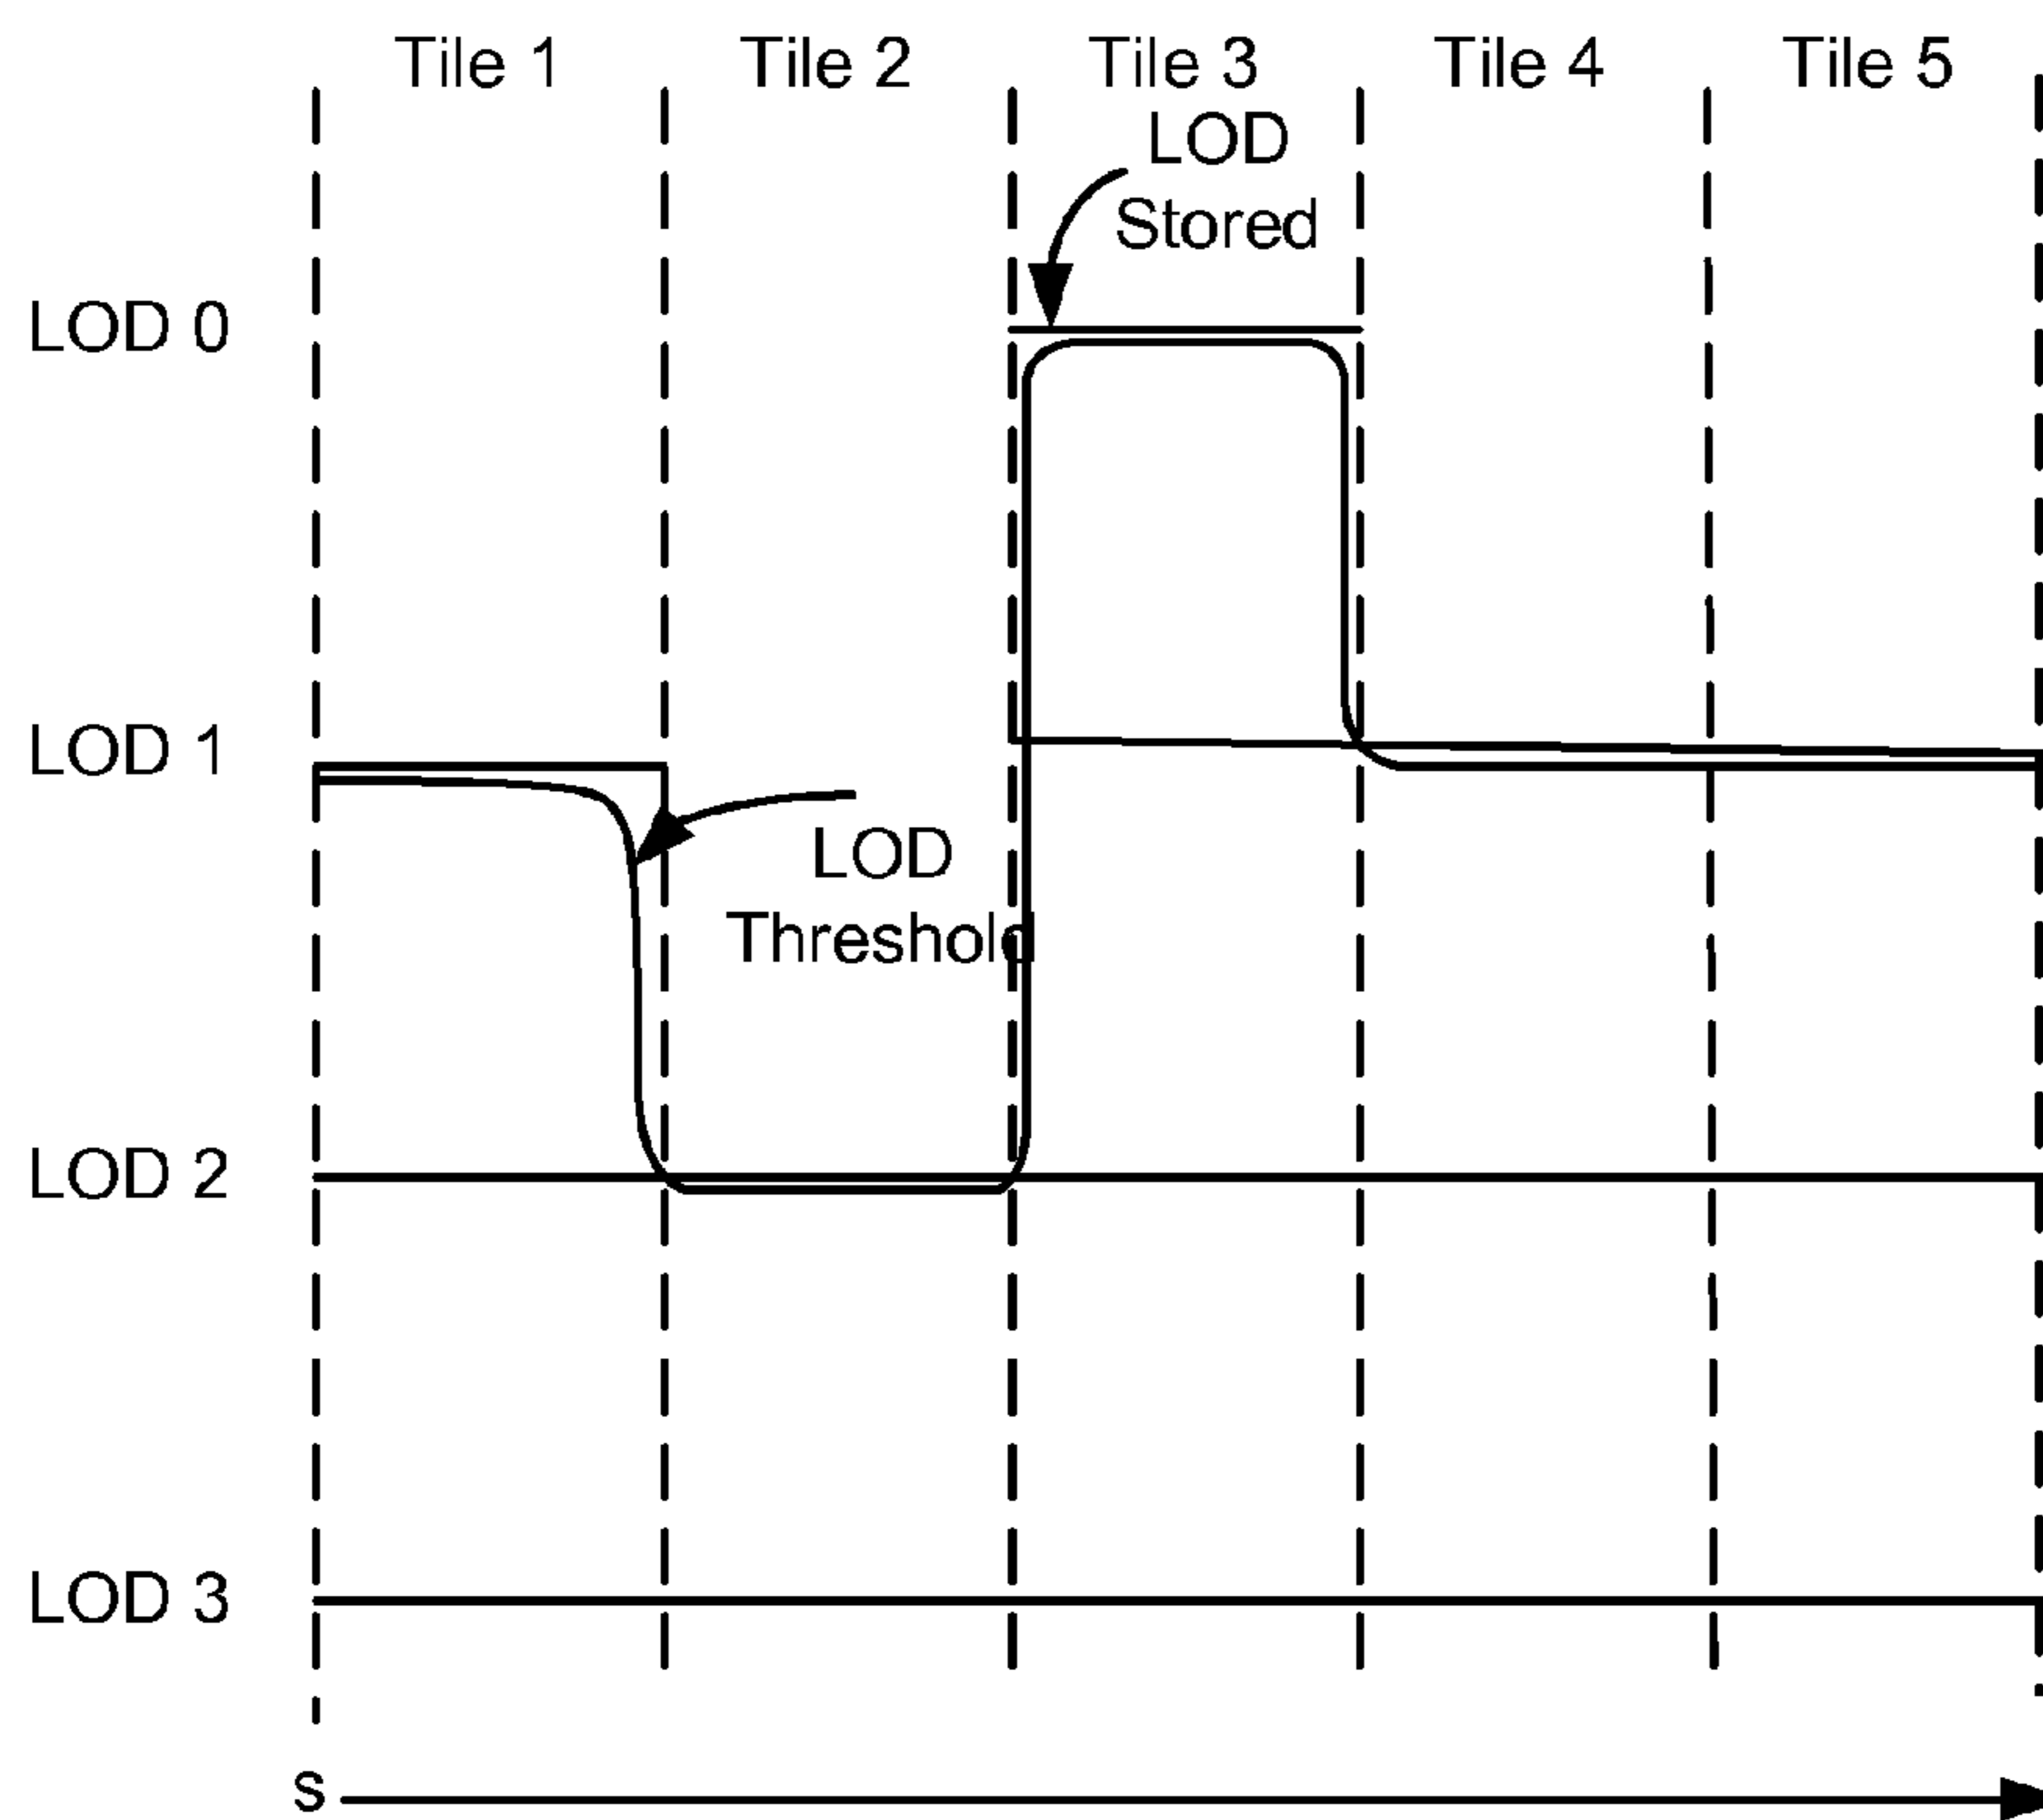 Tile 1 Tile 2 Tile 3 Tile 4 Tile 5
LOD
Stored
LOD 0
LOD 1
LOD
Threshold
LOD 2
LOD 3
s